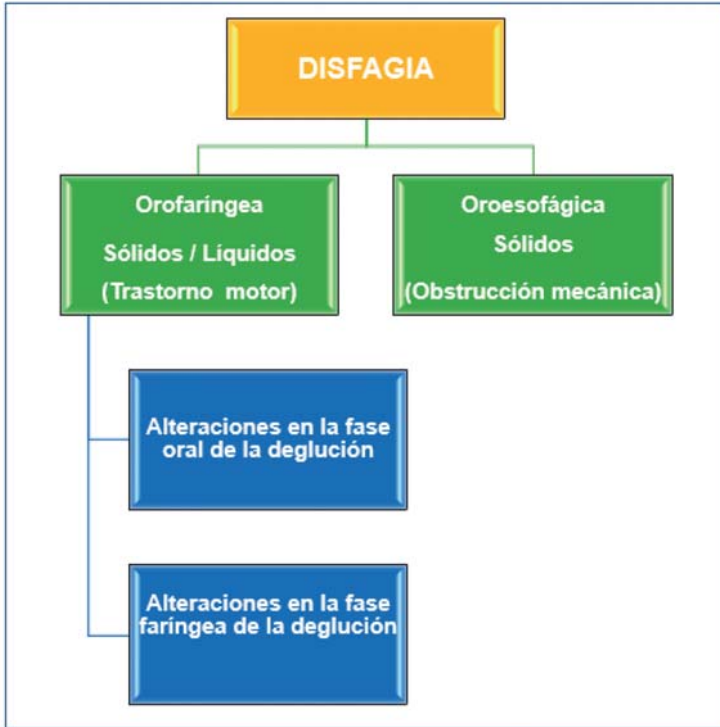 DISFAGIA
Orofaríngea
Sólidos / Líquidos
(Trastorno motor)
Oroesofágica
Sólidos
(Obstrucción mecánica)
Alteraciones en la fase
oral de la deglución
Alteraciones en la fase
faríngea de la deglución